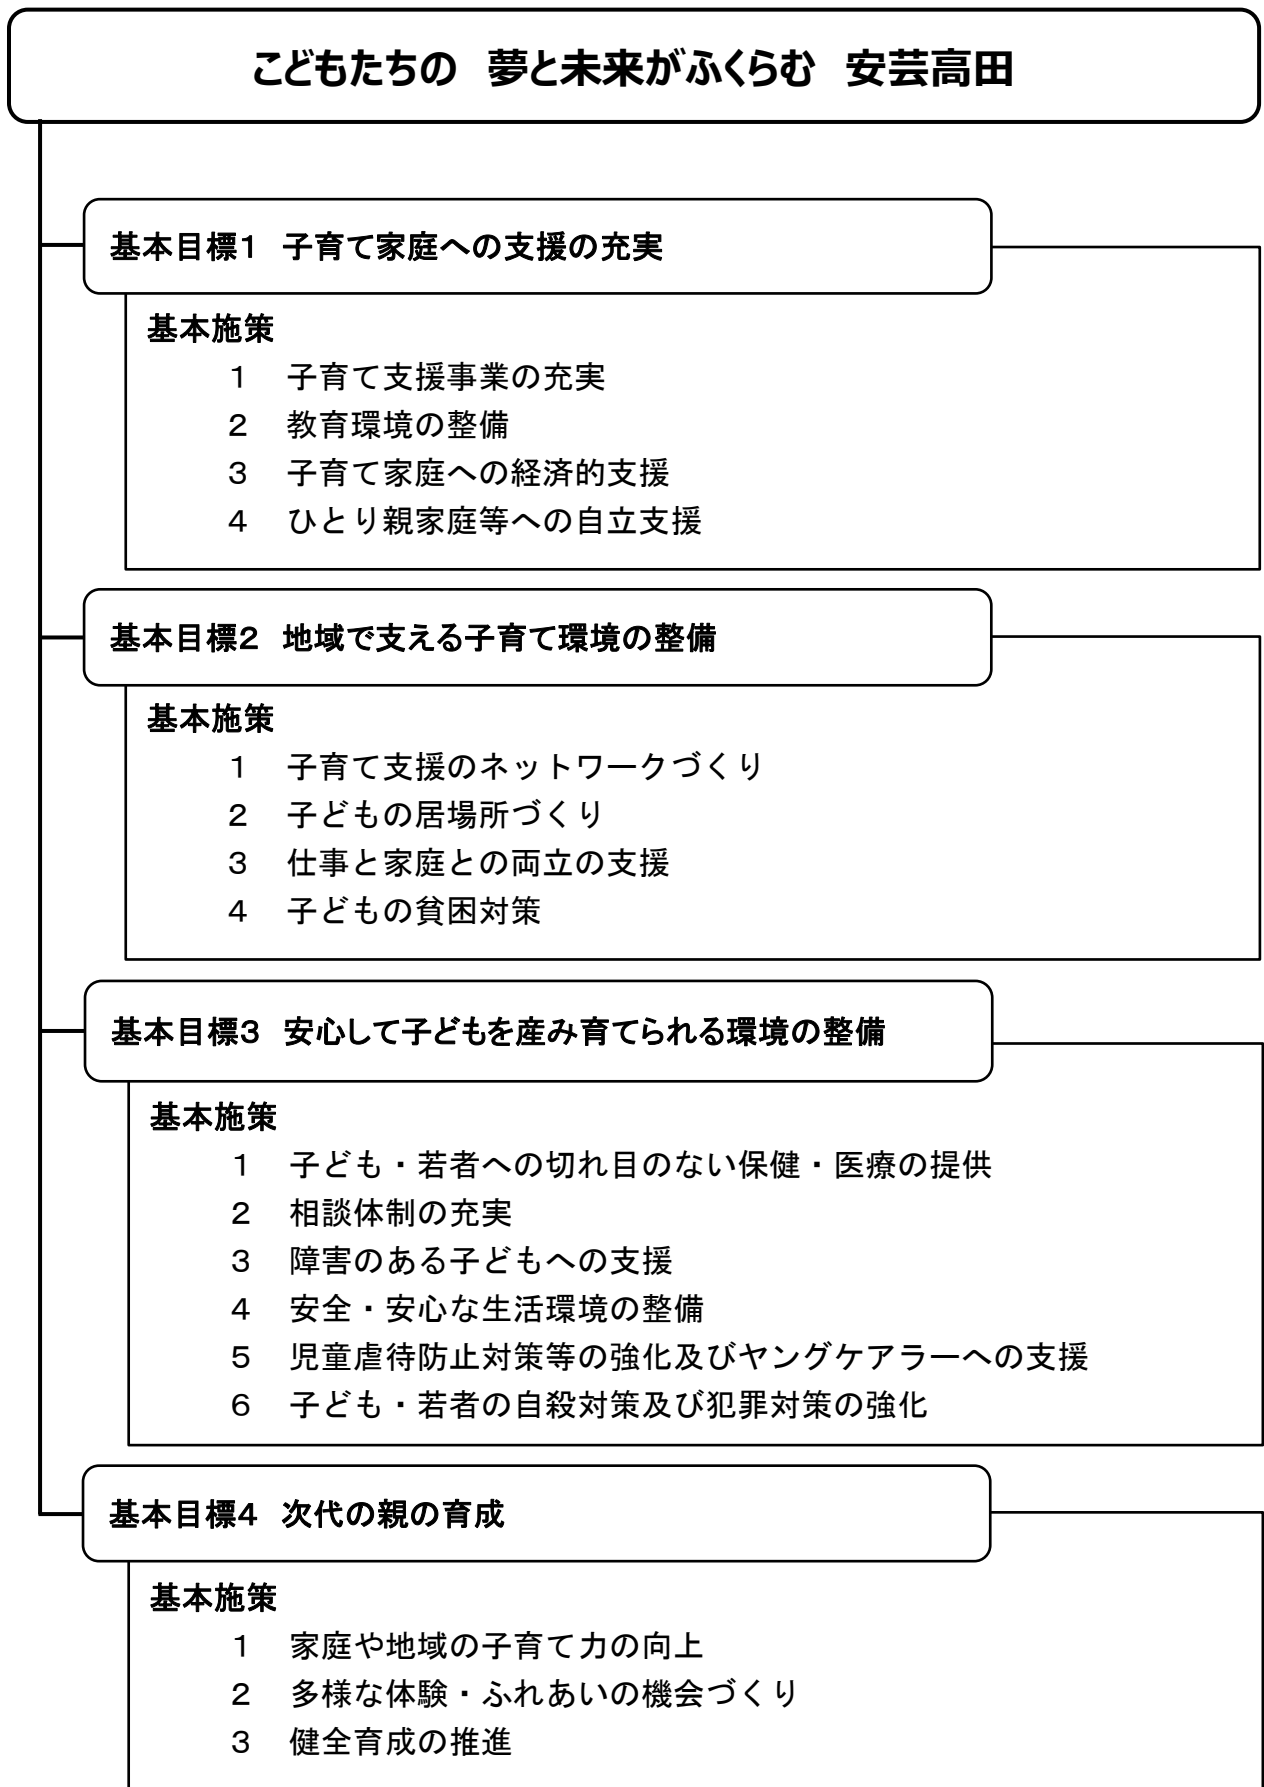 こどもたちの　夢と未来がふくらむ　安芸高田
基本目標１　子育て家庭への支援の充実
基本施策
１　子育て支援事業の充実
２　教育環境の整備
３　子育て家庭への経済的支援
４　ひとり親家庭等への自立支援
基本目標２　地域で支える子育て環境の整備
基本施策
１　子育て支援のネットワークづくり
２　子どもの居場所づくり
３　仕事と家庭との両立の支援
４　子どもの貧困対策
基本目標３　安心して子どもを産み育てられる環境の整備
基本施策
１　子ども・若者への切れ目のない保健・医療の提供
２　相談体制の充実
３　障害のある子どもへの支援
４　安全・安心な生活環境の整備
５　児童虐待防止対策等の強化及びヤングケアラーへの支援
６　子ども・若者の自殺対策及び犯罪対策の強化
基本目標４　次代の親の育成
基本施策
１　家庭や地域の子育て力の向上
２　多様な体験・ふれあいの機会づくり
３　健全育成の推進